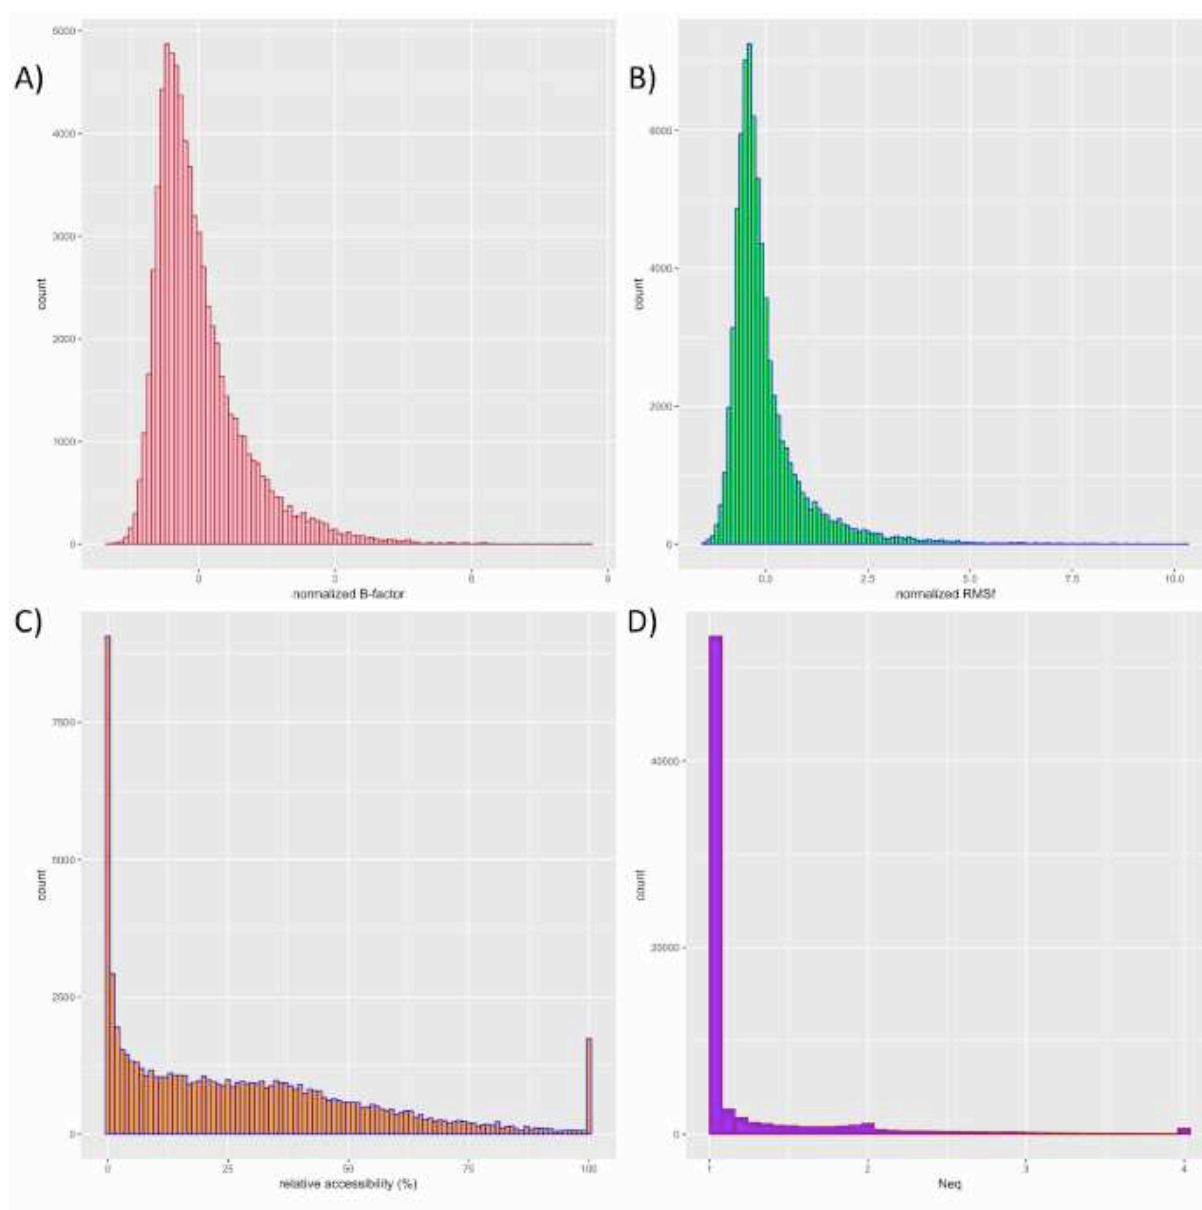 A)
5000
4000
3000
2000
1000
0
count
0 3 6 9
normalized B-factor
B)
6000
4000
2000
0
count
0.0 2.5 5.0 7.5 10.0
normalized RMSf
C)
7500
5000
2500
0
count
0 25 50 75 100
relative accessibility (%)
D)
40000
20000
0
count
1 2 3 4
Neq